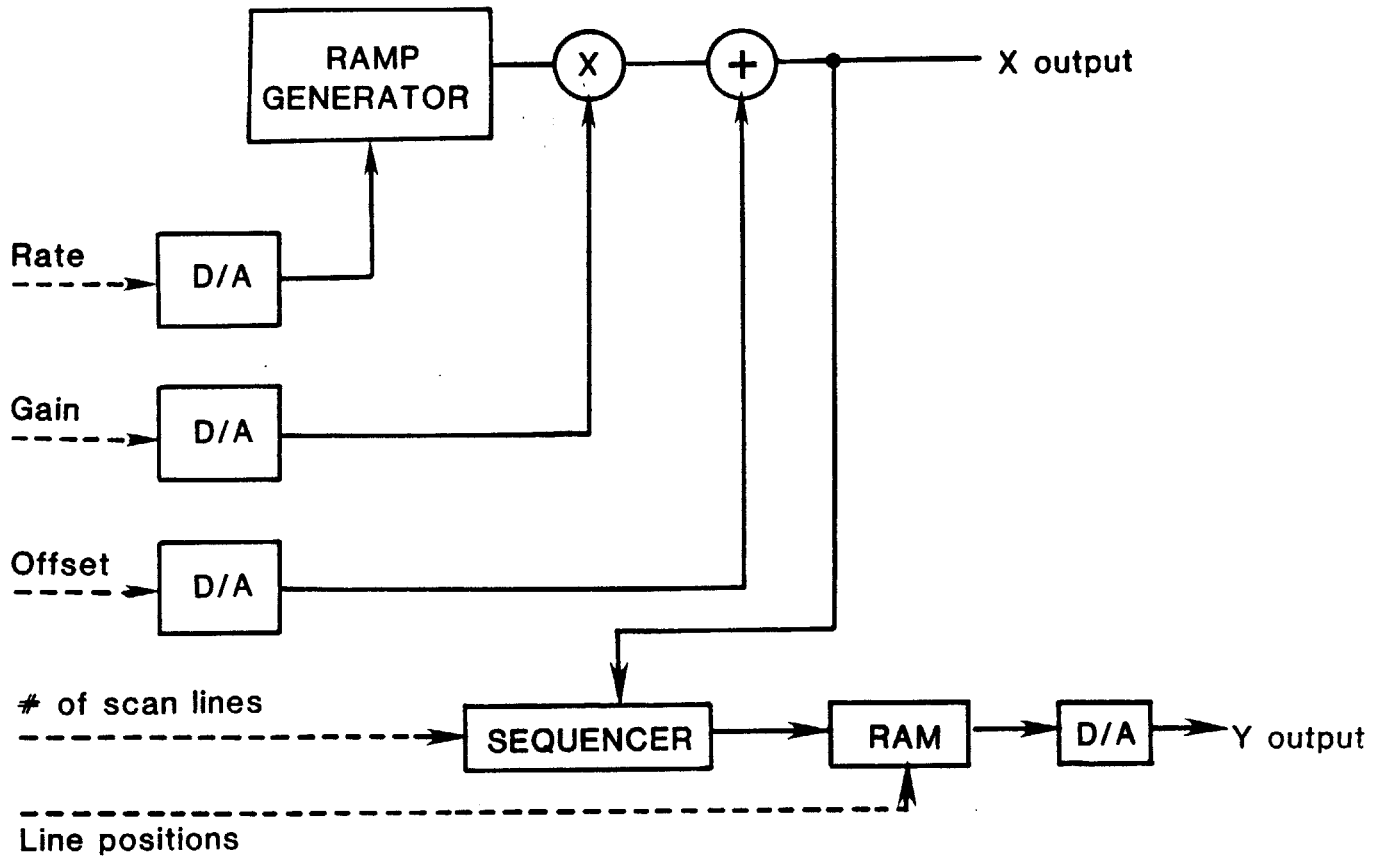 RAMP
GENERATOR
X
+
X output
Rate
D/A
Gain
D/A
Offset
D/A
# of scan lines
SEQUENCER
RAM
D/A
Y output
Line positions